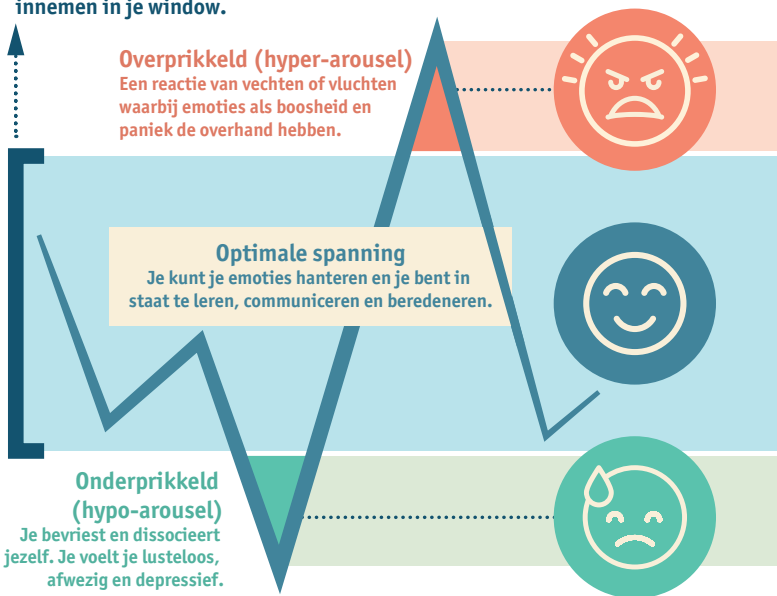 innemen in je window.
Overprikkeld (hyper-arousel)
Een reactie van vechten of vluchten
waarbij emoties als boosheid en
paniek de overhand hebben.
Optimale spanning
Je kunt je emoties hanteren en je bent in
staat te leren, communiceren en beredeneren.
Onderprikkeld
(hypo-arousel)
Je bevriest en dissocieert
jezelf. Je voelt je lusteloos,
afwezig en depressief.